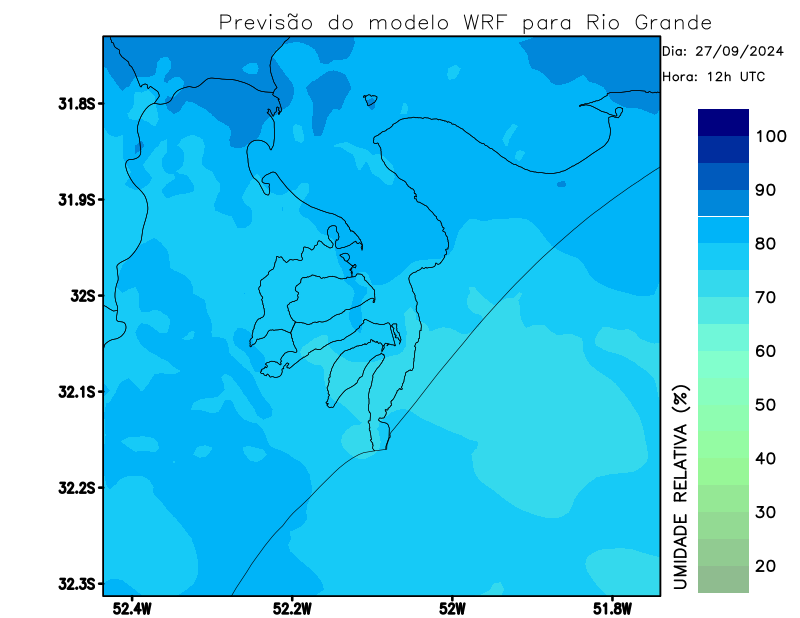 Previsão do modelo WRF para Rio Grande
Dia: 27/09/2024
Hora: 12h UTC
31.8S
31.9S
32S
32.1S
32.2S
32.3S
52.4W
52.2W
52W
51.8W
100
90
80
70
60
50
40
30
20
UMIDADE RELATIVA (%)